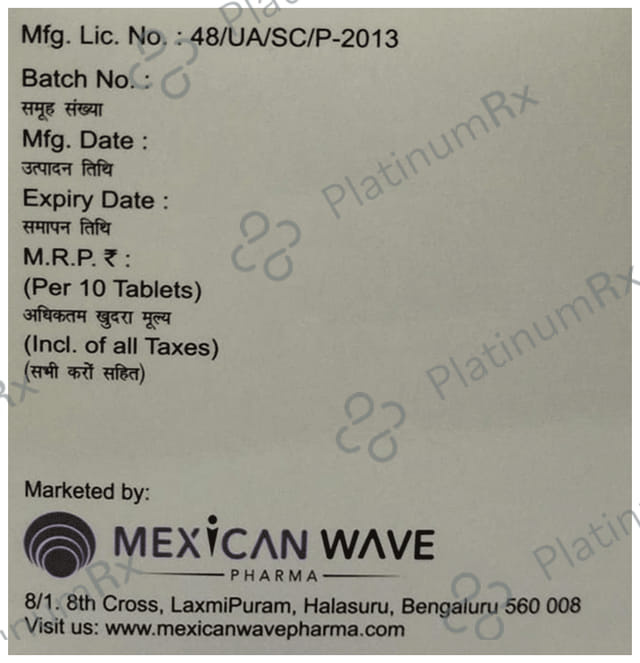 Mfg. Lic. No. : 48/UA/SC/P-2013
Batch No. :
समूह संख्या
Mfg. Date :
उत्पादन तिथि
Expiry Date :
समापन तिथि
M.R.P. ₹ :
(Per 10 Tablets)
अधिकतम खुदरा मूल्य
(Incl. of all Taxes)
(सभी करों सहित)
PlatinumRx
PlatinumRx
Marketed by:
MEXICAN WAVE
PHARMA
8/1. 8th Cross, LaxmiPuram, Halasuru, Bengaluru 560 008
Visit us: www.mexicanwavepharma.com